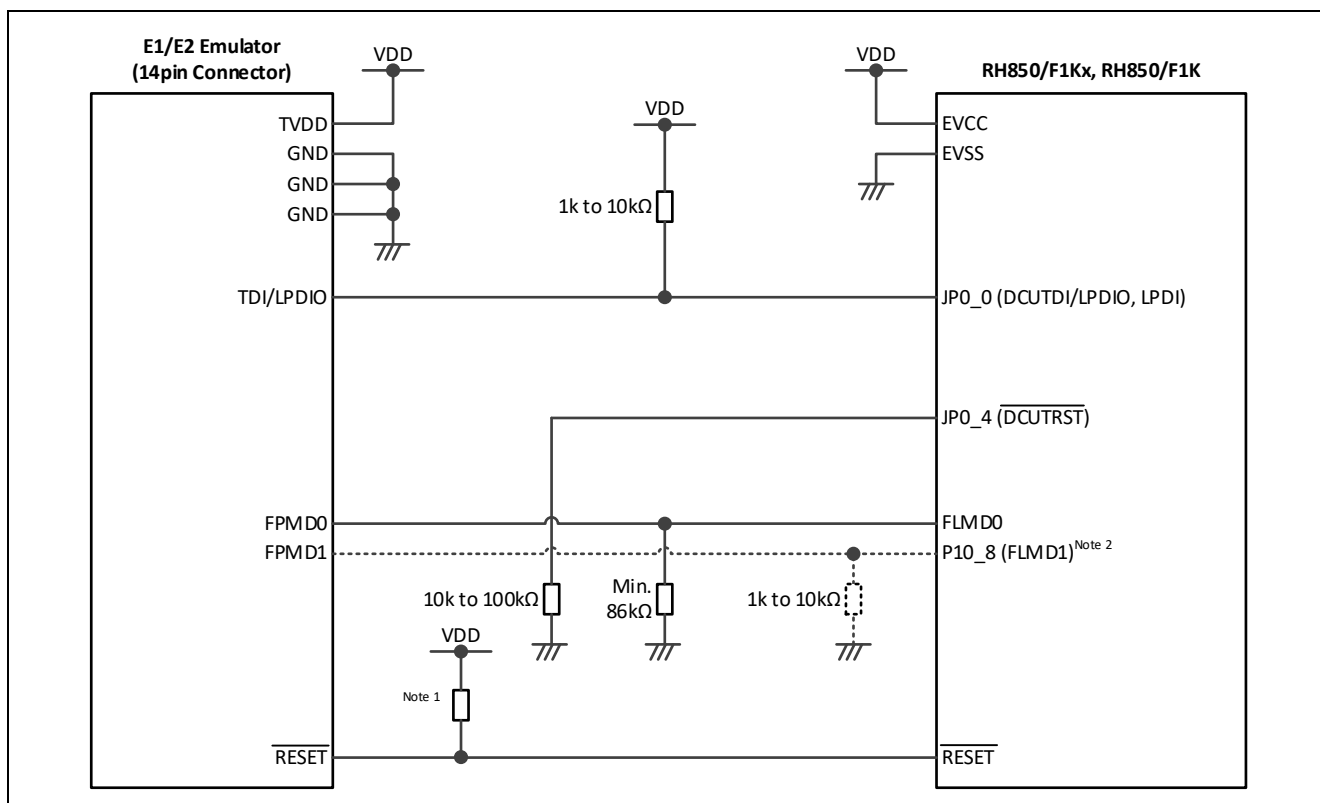 E1/E2 Emulator
(14pin Connector)
VDD
VDD
RH850/F1Kx, RH850/F1K
TVDD
VDD
EVCC
GND
EVSS
GND
1k to 10kΩ
GND
TDI/LPDIO
JP0_0 (DCUTDI/LPDIO, LPDI)
JP0_4 (DCUTRST)
FPMD0
FLMD0
FPMD1
P10_8 (FLMD1)Note 2
10k to 100kΩ
Min.
86kΩ
1k to 10kΩ
VDD
Note 1
RESET
RESET